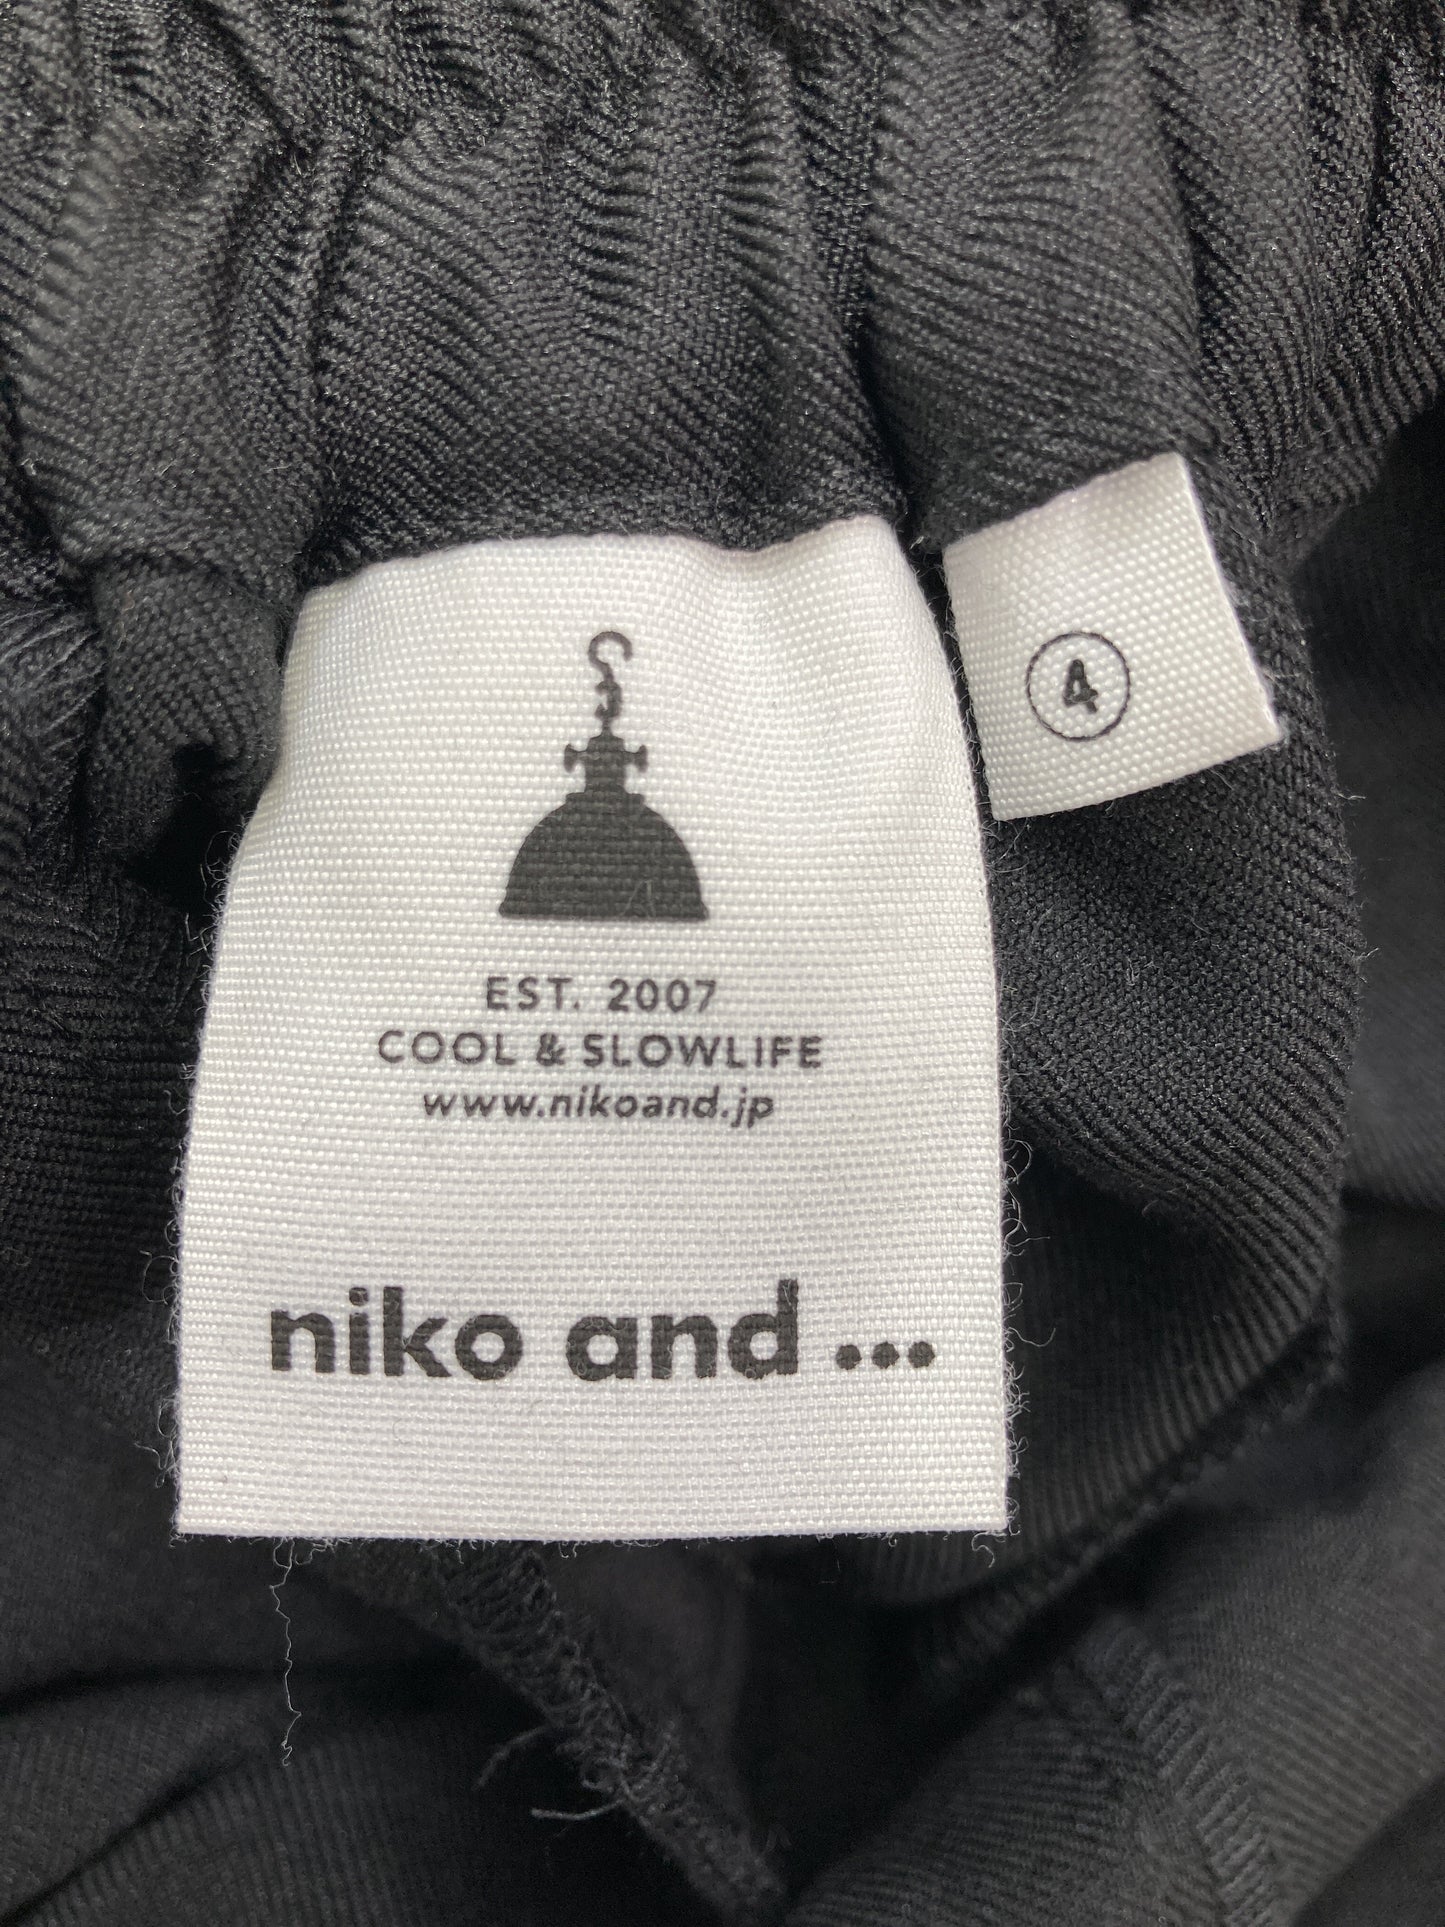 4
EST. 2007
COOL & SLOWLIFE
www.nikoand.jp
niko and ...